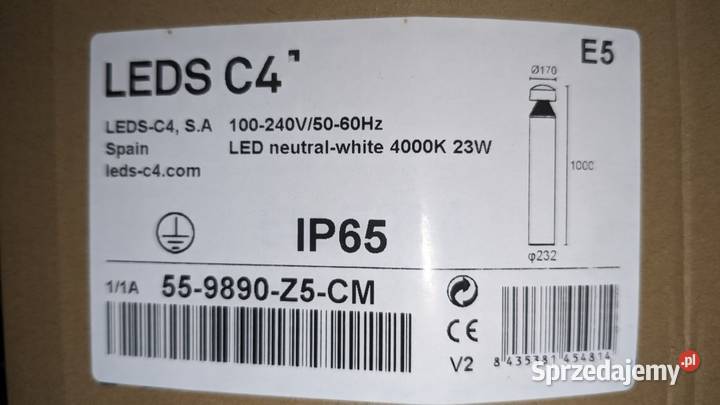 LEDS C4
E5
LEDS-C4, S.A 100-240V/50-60Hz
Spain LED neutral-white 4000K 23W
leds-c4.com
Ø170
1000
φ232
IP65
1/1A 55-9890-Z5-CM
CE
V2
8 435381 454814
Sprzedajemy.pl